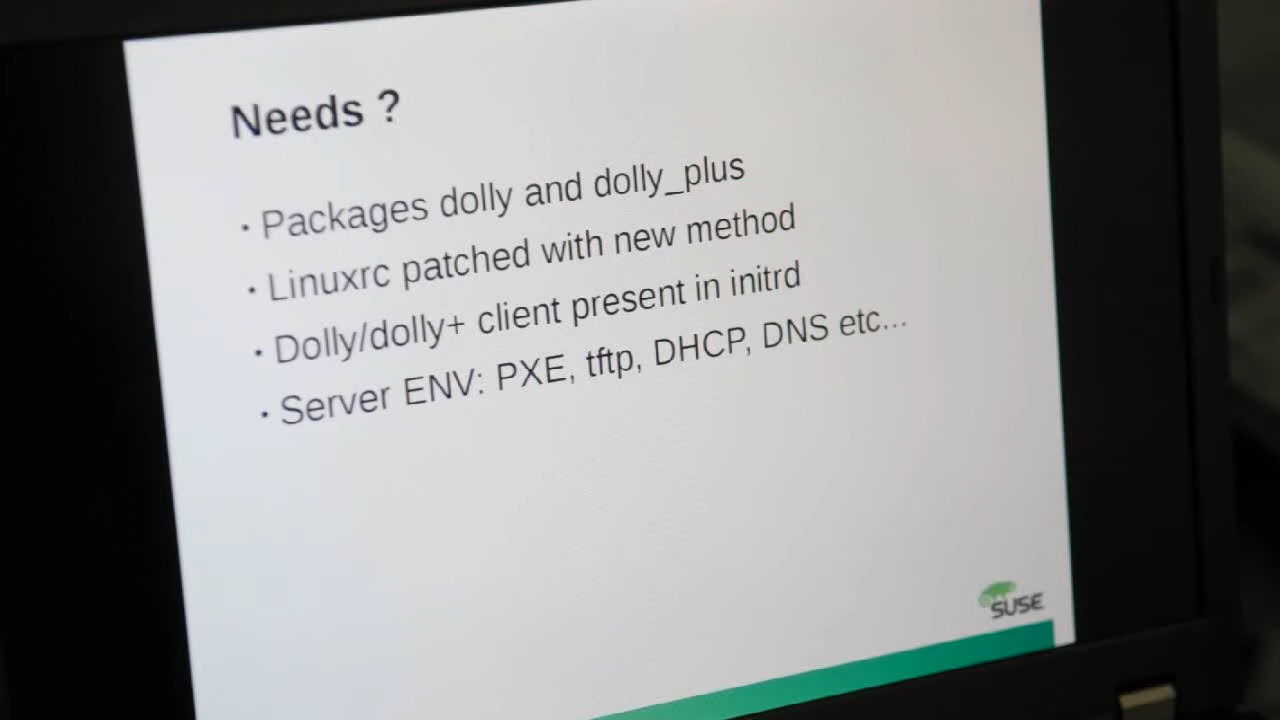 Needs ?
· Packages dolly and dolly_plus
· Linuxrc patched with new method
· Dolly/dolly+ client present in initrd
· Server ENV: PXE, tftp, DHCP, DNS etc...
SUSE